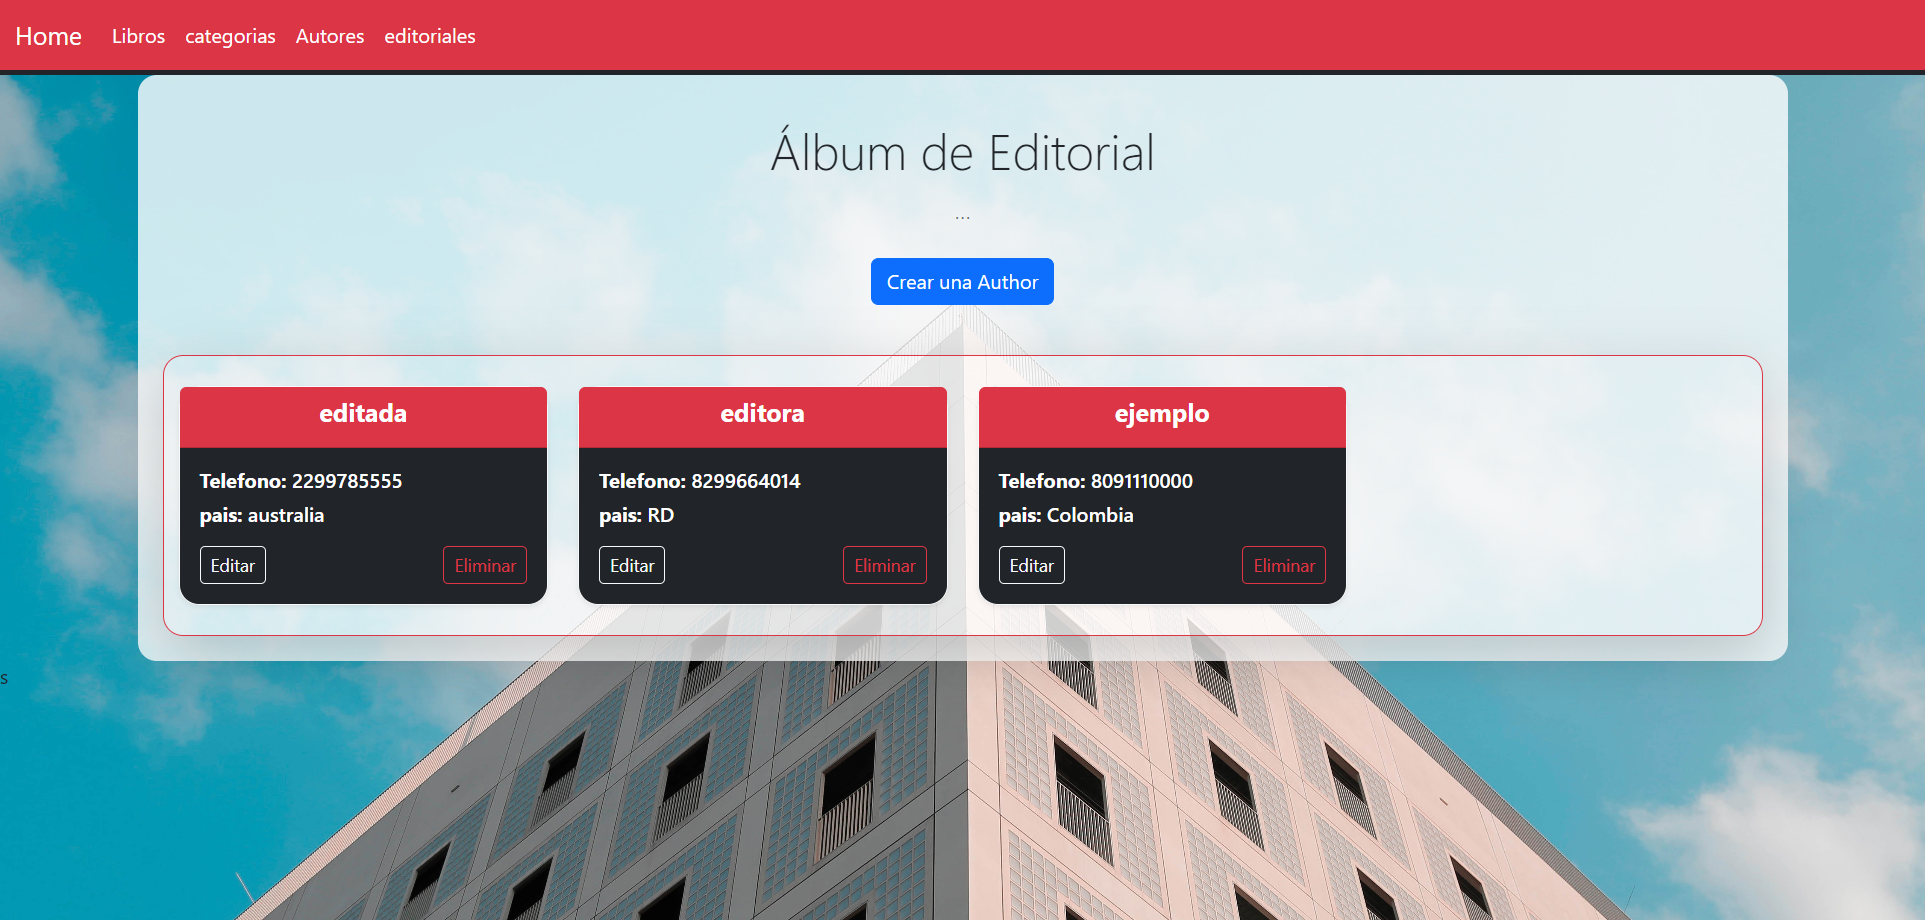 Home Libros categorias Autores editoriales
Álbum de Editorial
...
Crear una Author
editada
Telefono: 2299785555
pais: australia
Editar Eliminar
editora
Telefono: 8299664014
pais: RD
Editar Eliminar
ejemplo
Telefono: 8091110000
pais: Colombia
Editar Eliminar
s